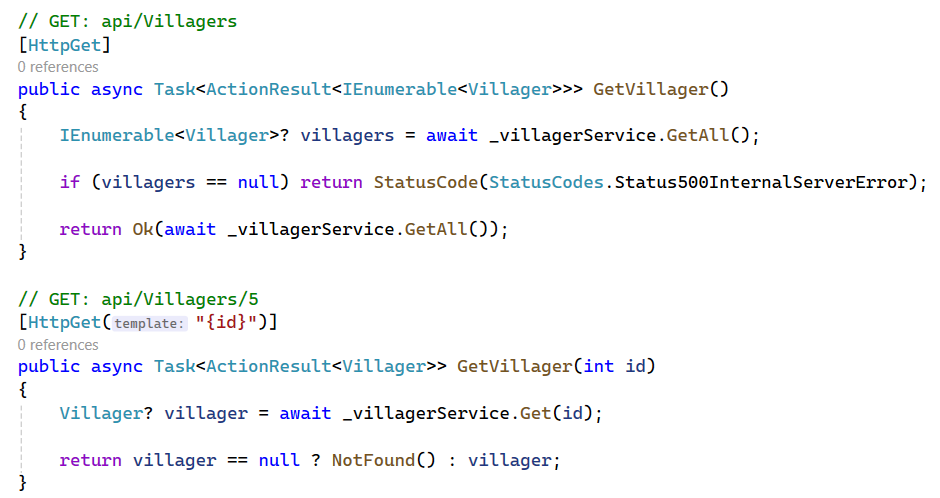 // GET: api/Villagers
[HttpGet]
0 references
public async Task<ActionResult<IEnumerable<Villager>>> GetVillager()
{
IEnumerable<Villager>? villagers = await _villagerService.GetAll();
if (villagers == null) return StatusCode(StatusCodes.Status500InternalServerError);
return Ok(await _villagerService.GetAll());
}
// GET: api/Villagers/5
[HttpGet(template: "{id}")]
0 references
public async Task<ActionResult<Villager>> GetVillager(int id)
{
Villager? villager = await _villagerService.Get(id);
return villager == null ? NotFound() : villager;
}